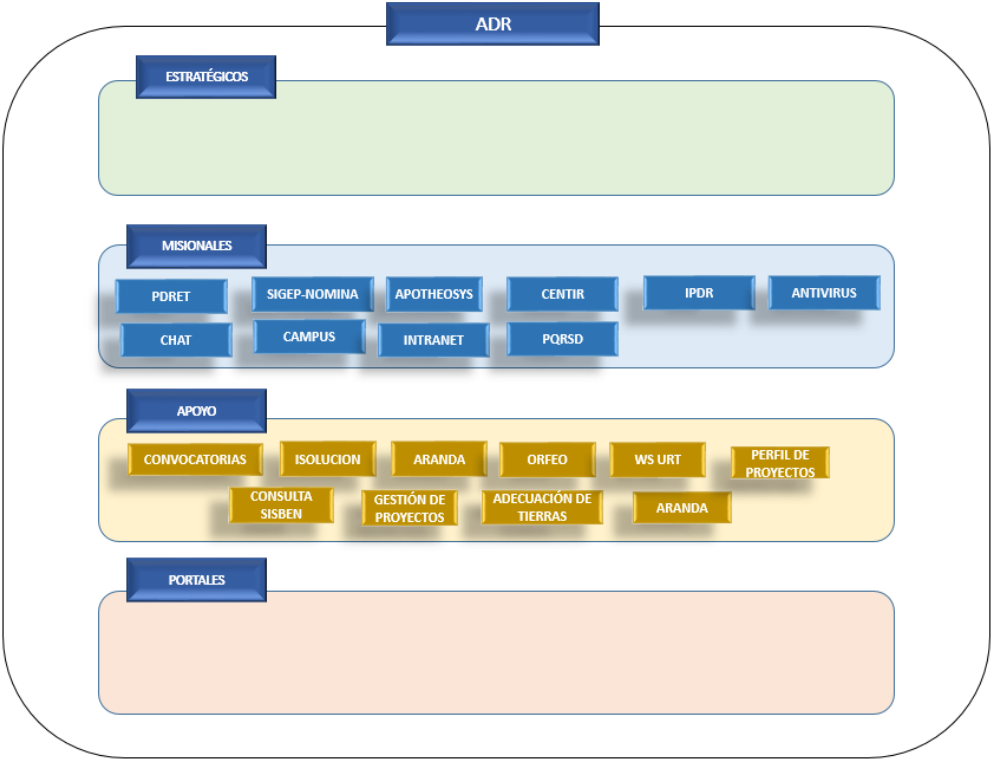 ADR
ESTRATÉGICOS
MISIONALES
PDRET
SIGEP-NOMINA
APOTHEOSYS
CENTIR
IPDR
ANTIVIRUS
CHAT
CAMPUS
INTRANET
PQRSD
APOYO
CONVOCATORIAS
ISOLUCION
ARANDA
ORFEO
WS URT
PERFIL DE
PROYECTOS
CONSULTA
SISBEN
GESTIÓN DE
PROYECTOS
ADECUACIÓN DE
TIERRAS
ARANDA
PORTALES